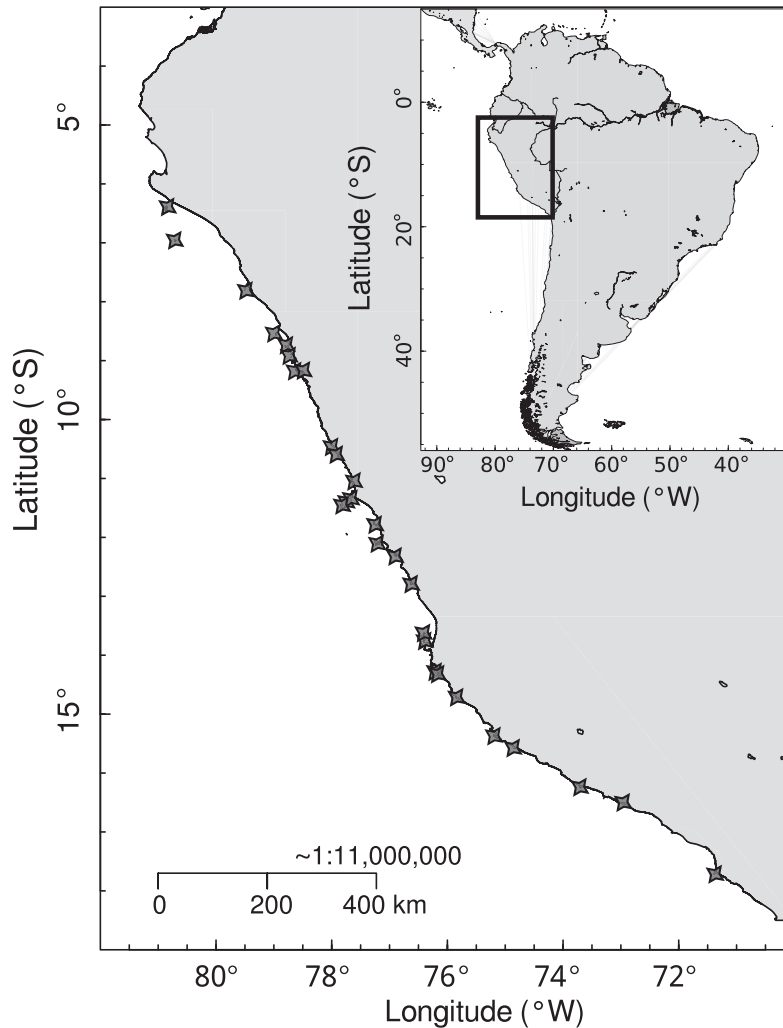 5°
10°
15°
Latitude (°S)
0°
20°
40°
Latitude (°S)
90° 80° 70° 60° 50° 40°
Longitude (°W)
~1:11,000,000
0 200 400 km
80° 78° 76° 74° 72°
Longitude (°W)